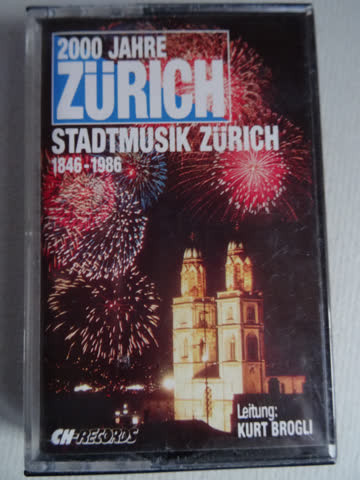 2000 JAHRE
ZÜRICH
STADTMUSIK ZÜRICH
1846-1986
Leitung:
KURT BROGLI
CH-RECORDS